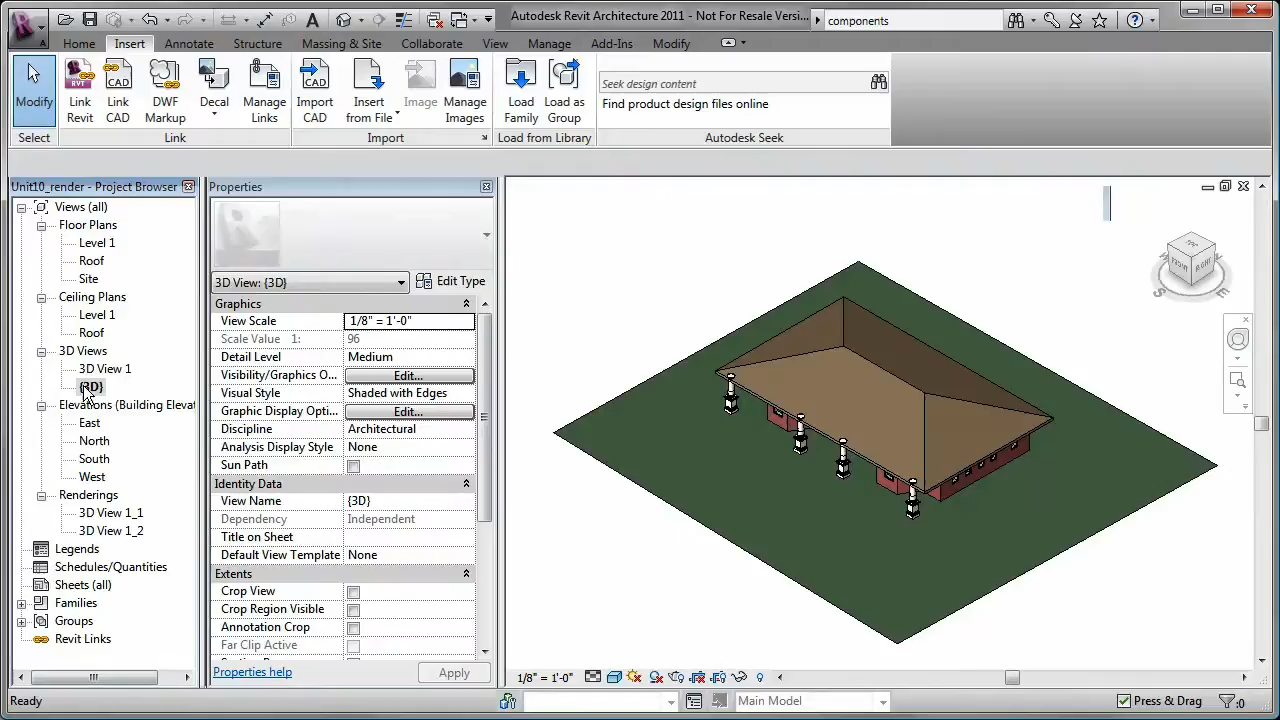 Autodesk Revit Architecture 2011 - Not For Resale Versi...
components
Home Insert Annotate Structure Massing & Site Collaborate View Manage Add-Ins Modify
Modify
Link Revit
Link CAD
DWF Markup
Decal
Manage Links
Import CAD
Insert from File
Image
Manage Images
Load Family
Load as Group
Seek design content
Find product design files online
Select Link Import Load from Library Autodesk Seek
Unit10_render - Project Browser
Views (all)
Floor Plans
Level 1
Roof
Site
Ceiling Plans
Level 1
Roof
3D Views
3D View 1
{3D}
Elevations (Building Elevat
East
North
South
West
Renderings
3D View 1_1
3D View 1_2
Legends
Schedules/Quantities
Sheets (all)
Families
Groups
Revit Links
Properties
3D View: {3D}
Edit Type
Graphics
View Scale 1/8" = 1'-0"
Scale Value 1: 96
Detail Level Medium
Visibility/Graphics O... Edit...
Visual Style Shaded with Edges
Graphic Display Opti... Edit...
Discipline Architectural
Analysis Display Style None
Sun Path
Identity Data
View Name {3D}
Dependency Independent
Title on Sheet
Default View Template None
Extents
Crop View
Crop Region Visible
Annotation Crop
Far Clip Active
Properties help
Apply
FRONT
RIGHT
S
E
1/8" = 1'-0"
Ready
Main Model
Press & Drag
:0